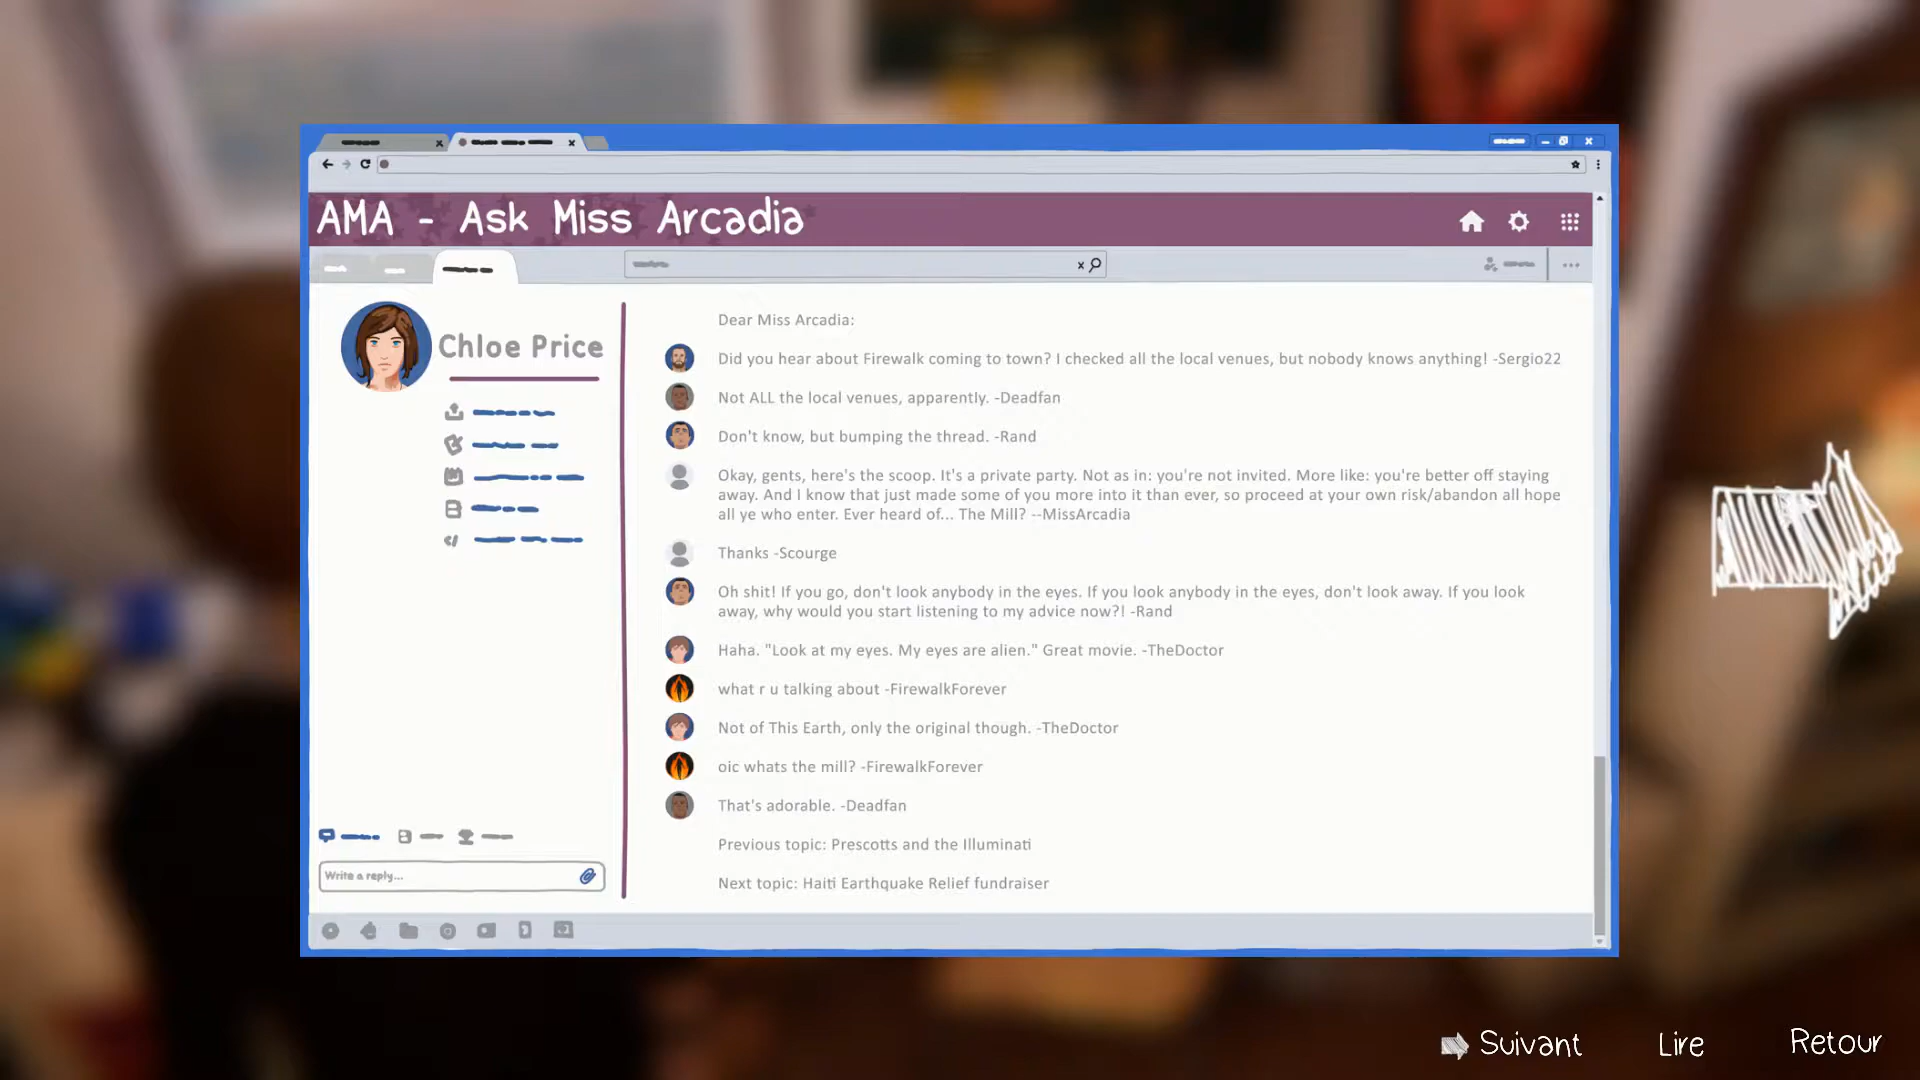 AMA - Ask Miss Arcadia
Chloe Price
Dear Miss Arcadia:
Did you hear about Firewalk coming to town? I checked all the local venues, but nobody knows anything! -Sergio22
Not ALL the local venues, apparently. -Deadfan
Don't know, but bumping the thread. -Rand
Okay, gents, here's the scoop. It's a private party. Not as in: you're not invited. More like: you're better off staying
away. And I know that just made some of you more into it than ever, so proceed at your own risk/abandon all hope
all ye who enter. Ever heard of... The Mill? --MissArcadia
Thanks -Scourge
Oh shit! If you go, don't look anybody in the eyes. If you look anybody in the eyes, don't look away. If you look
away, why would you start listening to my advice now?! -Rand
Haha. "Look at my eyes. My eyes are alien." Great movie. -TheDoctor
what r u talking about -FirewalkForever
Not of This Earth, only the original though. -TheDoctor
oic whats the mill? -FirewalkForever
That's adorable. -Deadfan
Previous topic: Prescotts and the Illuminati
Next topic: Haiti Earthquake Relief fundraiser
Write a reply...
Suivant
Lire
Retour